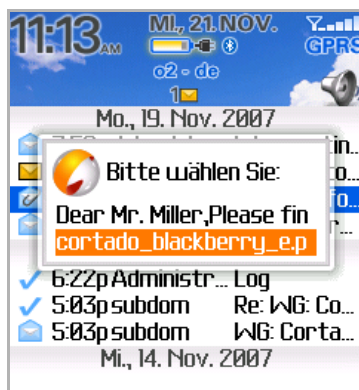 11:13AM
MI., 21. NOV.
GPRS
o2 - de
1
Mo., 19. Nov. 2007
Bitte wählen Sie:
Dear Mr. Miller,Please fin
cortado_blackberry_e.p
6:22p Administr... Log
5:03p subdom Re: WG: Co...
5:03p subdom WG: Corta...
Mi., 14. Nov. 2007